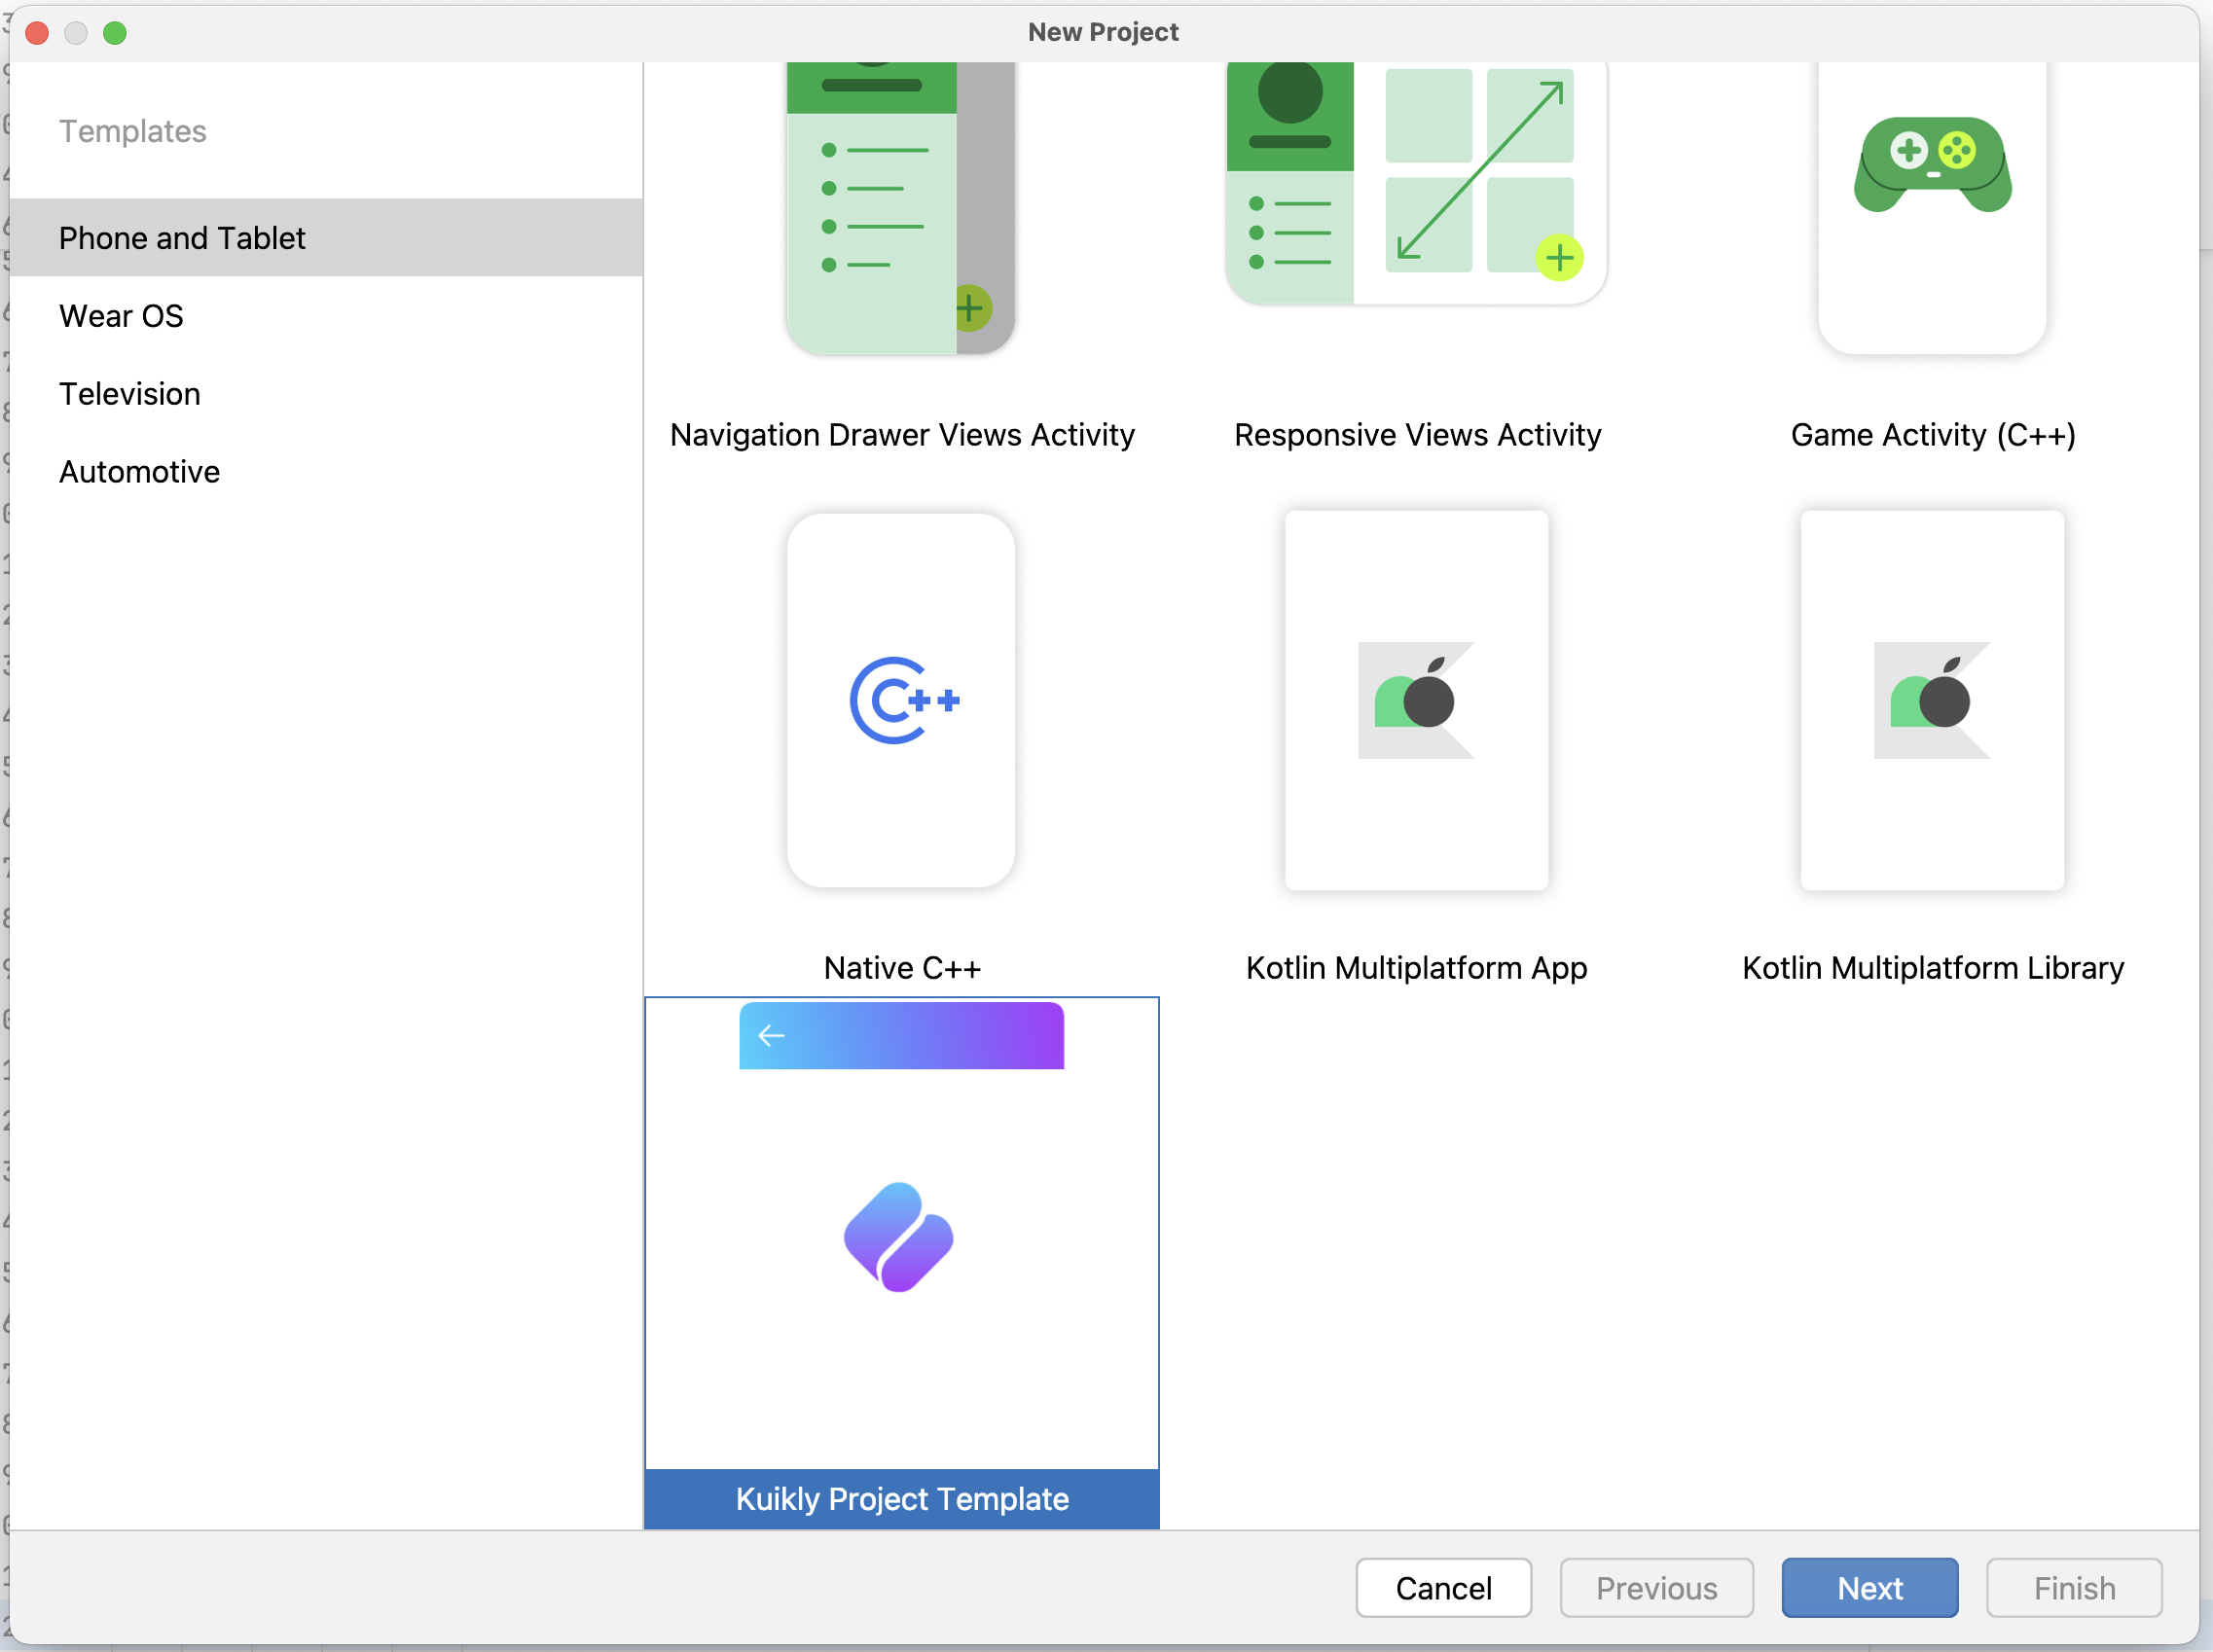 New Project
Templates
Phone and Tablet
Wear OS
Television
Automotive
Navigation Drawer Views Activity
Responsive Views Activity
Game Activity (C++)
C++
Native C++
Kotlin Multiplatform App
Kotlin Multiplatform Library
Kuikly Project Template
Cancel
Previous
Next
Finish